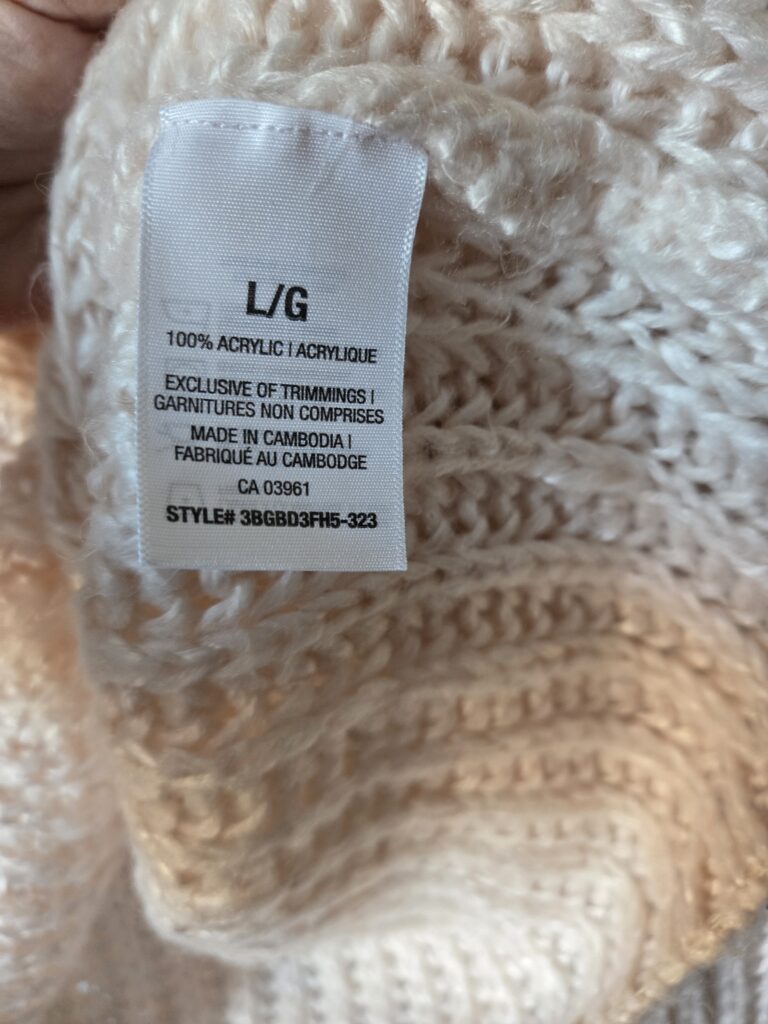 L/G
100% ACRYLIC | ACRYLIQUE
EXCLUSIVE OF TRIMMINGS |
GARNITURES NON COMPRISES
MADE IN CAMBODIA |
FABRIQUÉ AU CAMBODGE
CA 03961
STYLE# 3BGBD3FH5-323